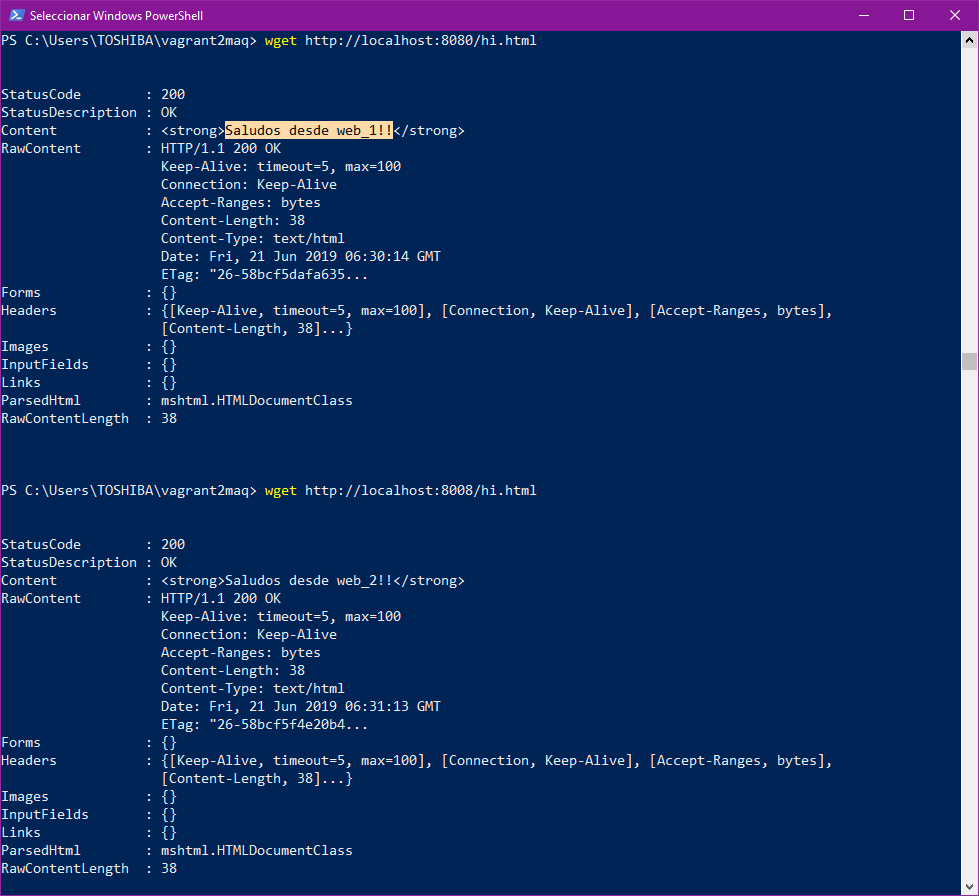 Seleccionar Windows PowerShell
PS C:\Users\TOSHIBA\vagrant2maq> wget http://localhost:8080/hi.html
StatusCode        : 200
StatusDescription : OK
Content           : <strong>Saludos desde web_1!!</strong>
RawContent        : HTTP/1.1 200 OK
                    Keep-Alive: timeout=5, max=100
                    Connection: Keep-Alive
                    Accept-Ranges: bytes
                    Content-Length: 38
                    Content-Type: text/html
                    Date: Fri, 21 Jun 2019 06:30:14 GMT
                    ETag: "26-58bcf5dafa635...
Forms             : {}
Headers           : {[Keep-Alive, timeout=5, max=100], [Connection, Keep-Alive], [Accept-Ranges, bytes],
                    [Content-Length, 38]...}
Images            : {}
InputFields       : {}
Links             : {}
ParsedHtml        : mshtml.HTMLDocumentClass
RawContentLength  : 38
PS C:\Users\TOSHIBA\vagrant2maq> wget http://localhost:8008/hi.html
StatusCode        : 200
StatusDescription : OK
Content           : <strong>Saludos desde web_2!!</strong>
RawContent        : HTTP/1.1 200 OK
                    Keep-Alive: timeout=5, max=100
                    Connection: Keep-Alive
                    Accept-Ranges: bytes
                    Content-Length: 38
                    Content-Type: text/html
                    Date: Fri, 21 Jun 2019 06:31:13 GMT
                    ETag: "26-58bcf5f4e20b4...
Forms             : {}
Headers           : {[Keep-Alive, timeout=5, max=100], [Connection, Keep-Alive], [Accept-Ranges, bytes],
                    [Content-Length, 38]...}
Images            : {}
InputFields       : {}
Links             : {}
ParsedHtml        : mshtml.HTMLDocumentClass
RawContentLength  : 38